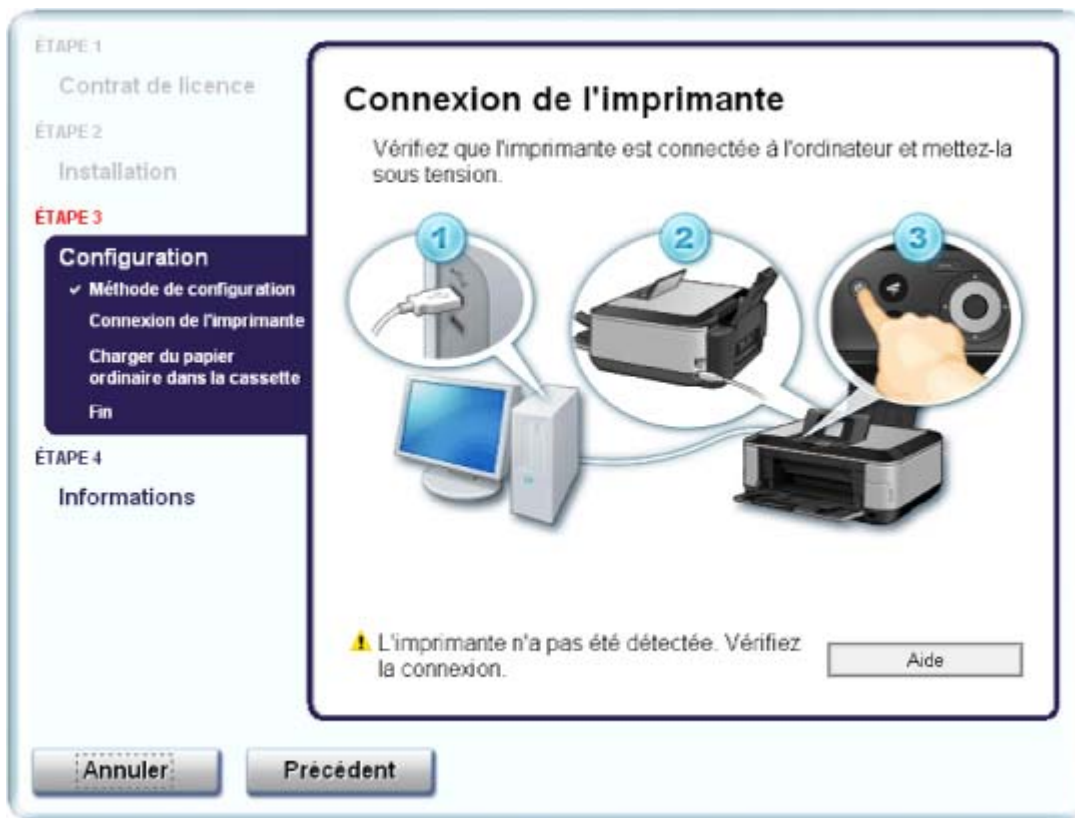 ÉTAPE 1
Contrat de licence
ÉTAPE 2
Installation
ÉTAPE 3
Configuration
✓ Méthode de configuration
Connexion de l'imprimante
Charger du papier
ordinaire dans la cassette
Fin
ÉTAPE 4
Informations
Connexion de l'imprimante
Vérifiez que l'imprimante est connectée à l'ordinateur et mettez-la
sous tension.
1
2
3
L'imprimante n'a pas été détectée. Vérifiez
la connexion.
Aide
Annuler
Précédent